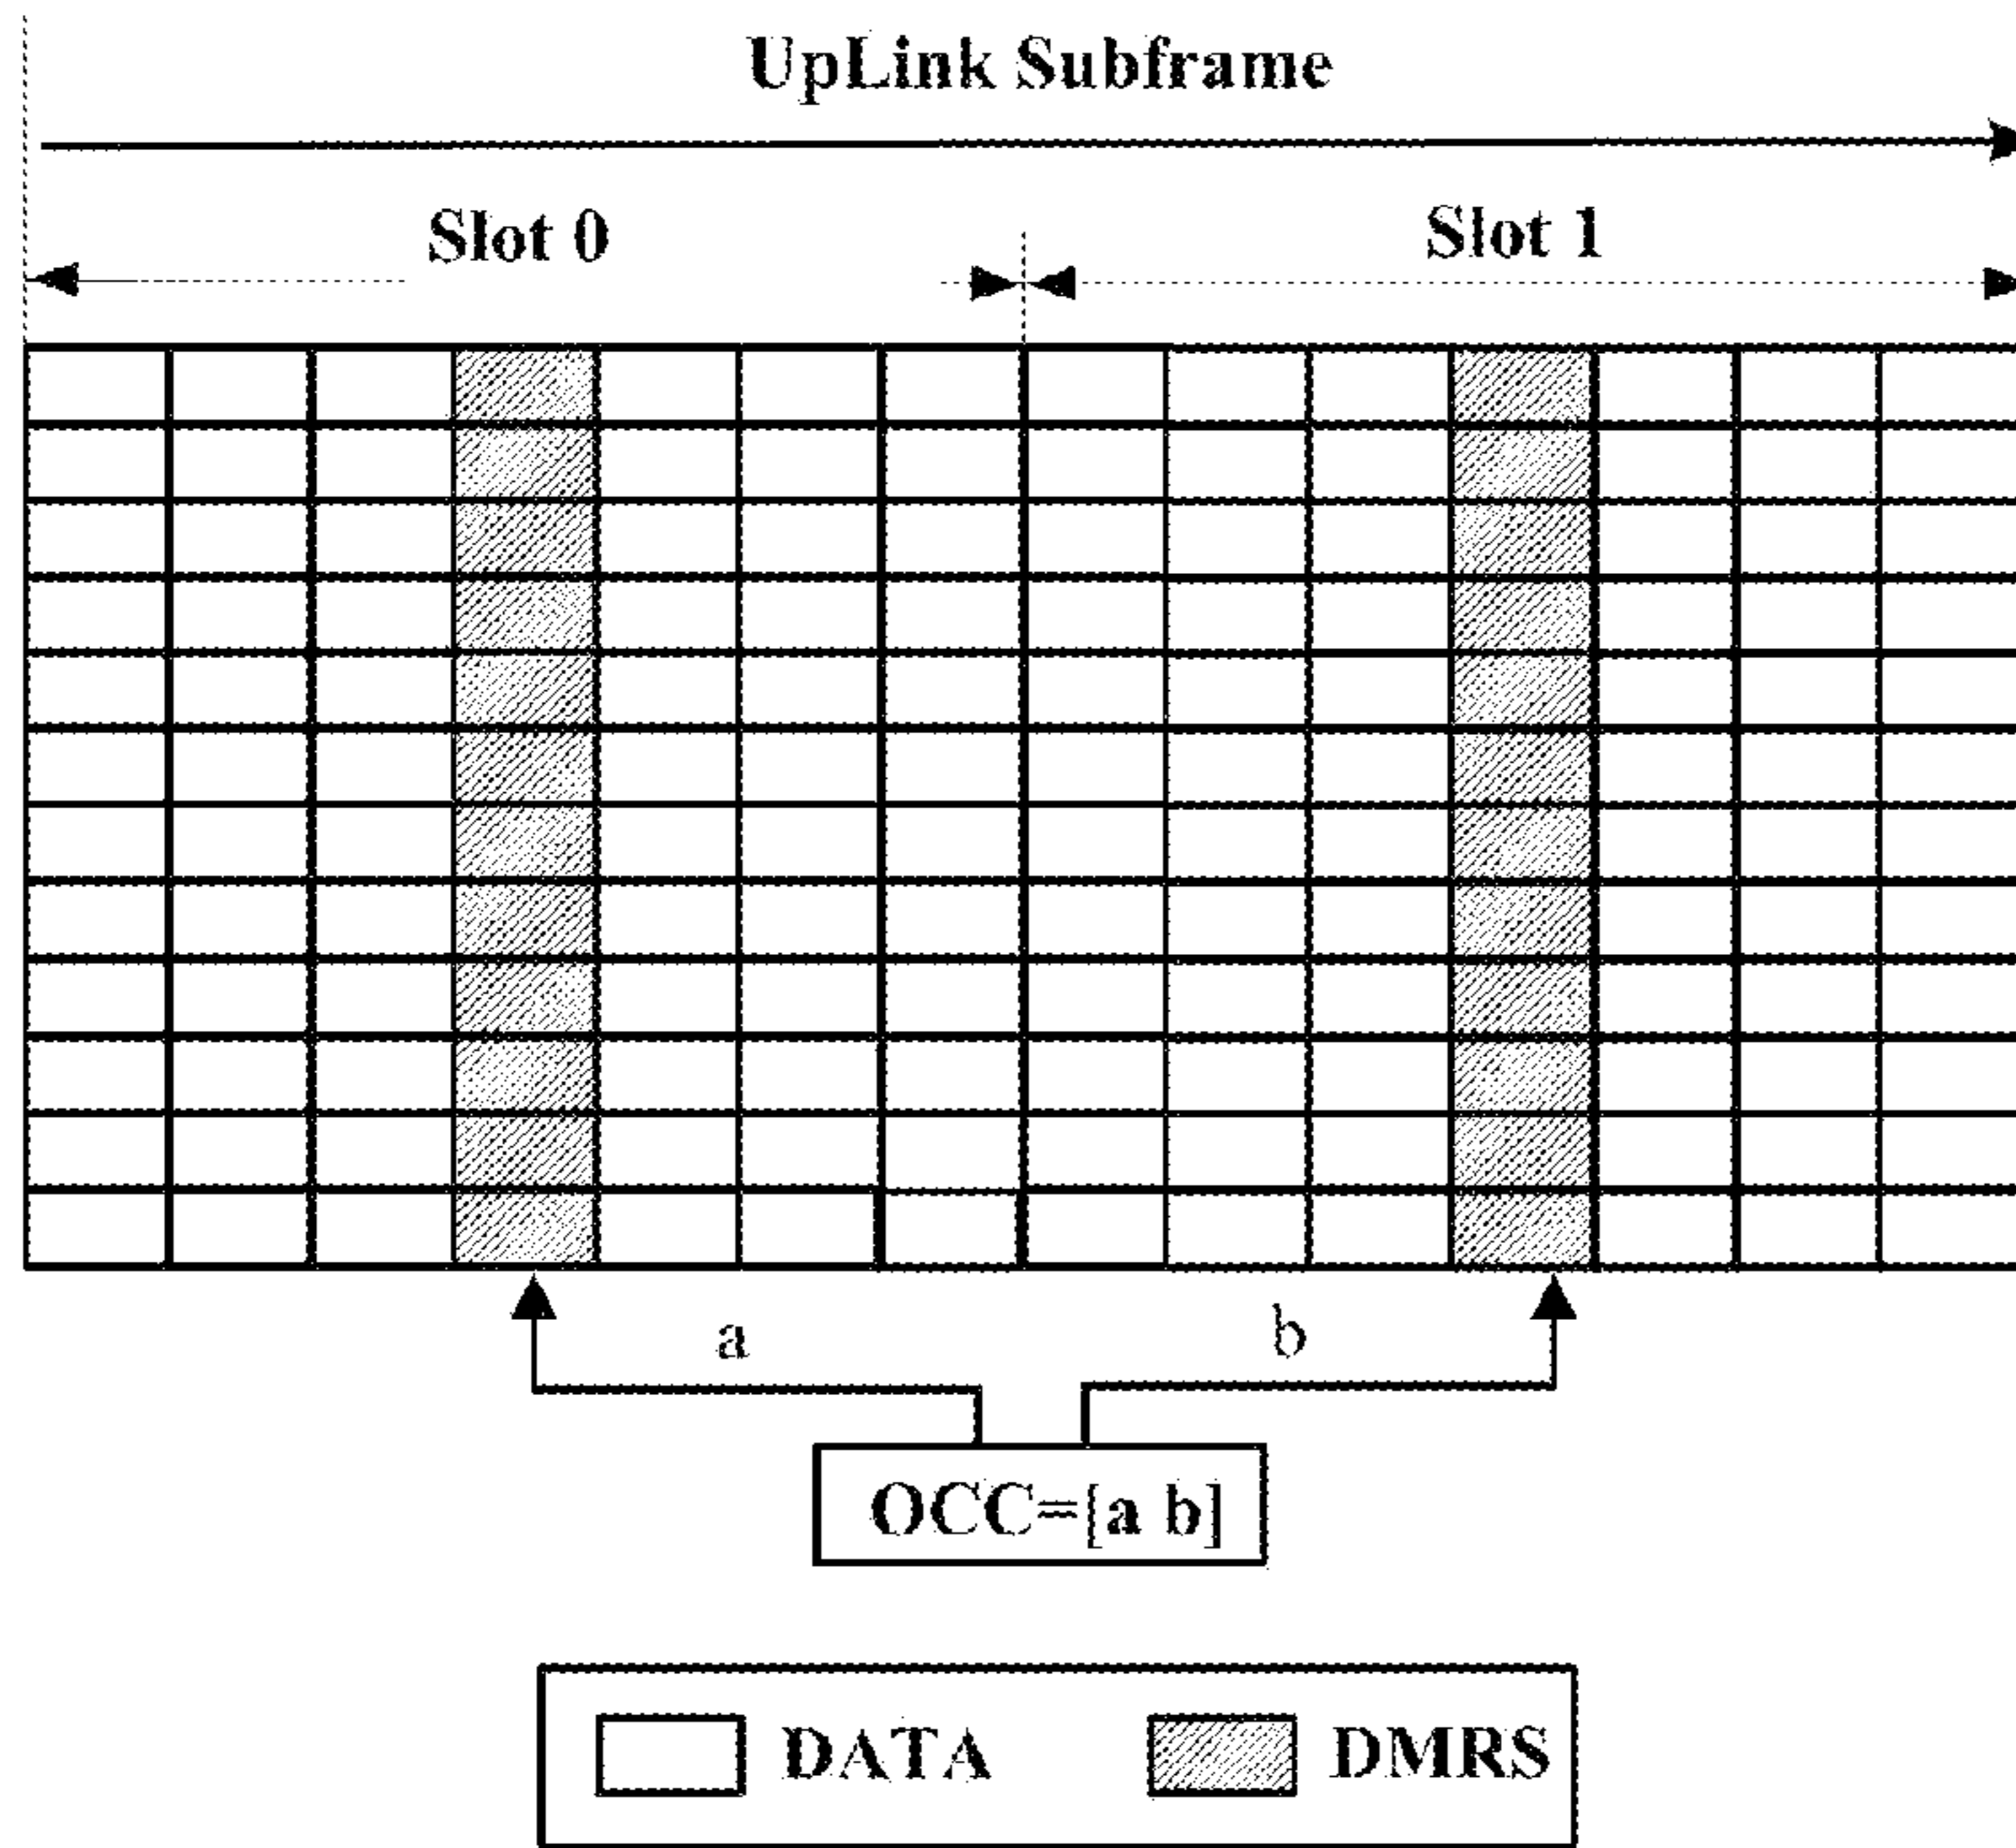 UpLink Subframe
Slot 0 Slot 1
a b
OCC=[a b]
DATA DMRS